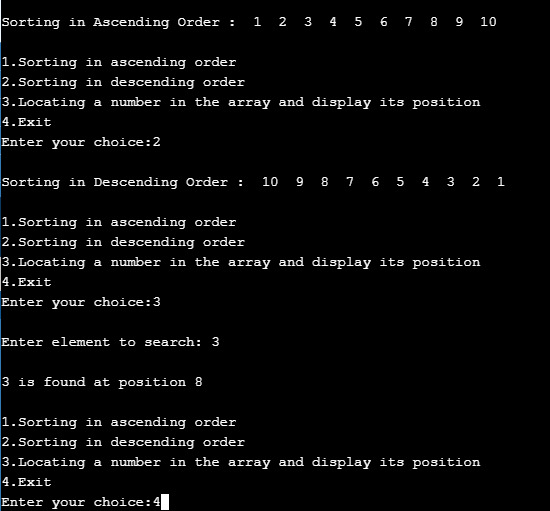 Sorting in Ascending Order :  1  2  3  4  5  6  7  8  9  10
1.Sorting in ascending order
2.Sorting in descending order
3.Locating a number in the array and display its position
4.Exit
Enter your choice:2
Sorting in Descending Order :  10  9  8  7  6  5  4  3  2  1
1.Sorting in ascending order
2.Sorting in descending order
3.Locating a number in the array and display its position
4.Exit
Enter your choice:3
Enter element to search: 3
3 is found at position 8
1.Sorting in ascending order
2.Sorting in descending order
3.Locating a number in the array and display its position
4.Exit
Enter your choice:4